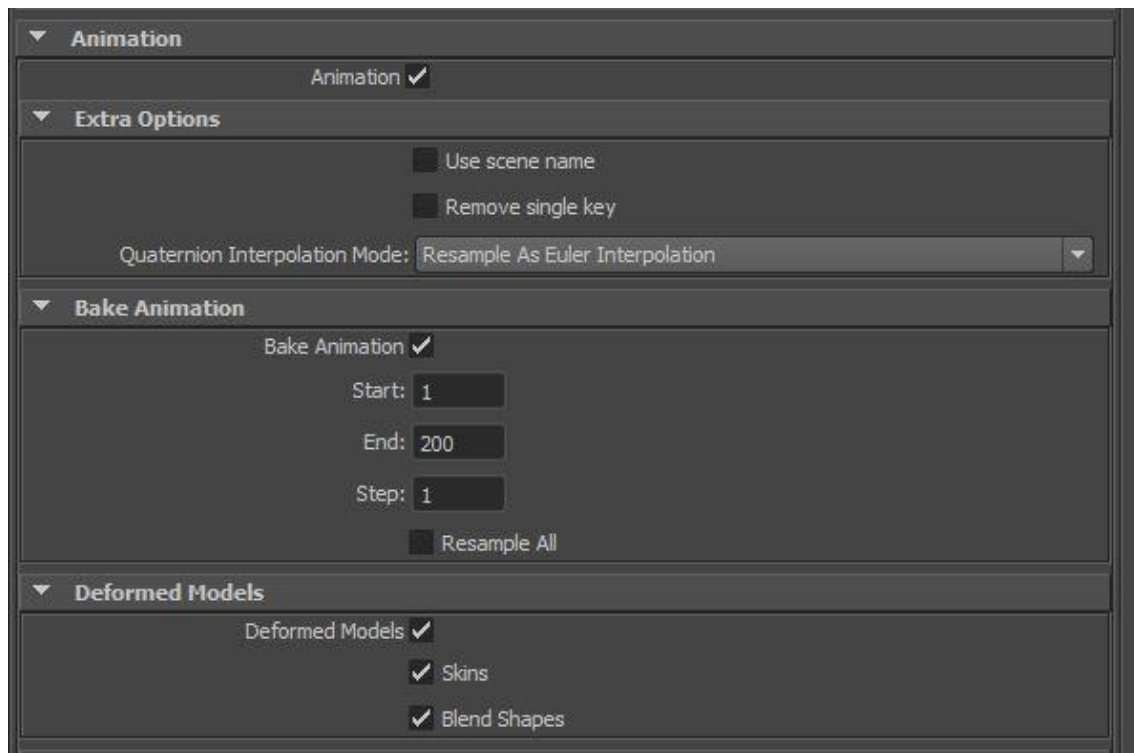 Animation
Animation
Extra Options
Use scene name
Remove single key
Quaternion Interpolation Mode: Resample As Euler Interpolation
Bake Animation
Bake Animation
Start: 1
End: 200
Step: 1
Resample All
Deformed Models
Deformed Models
Skins
Blend Shapes